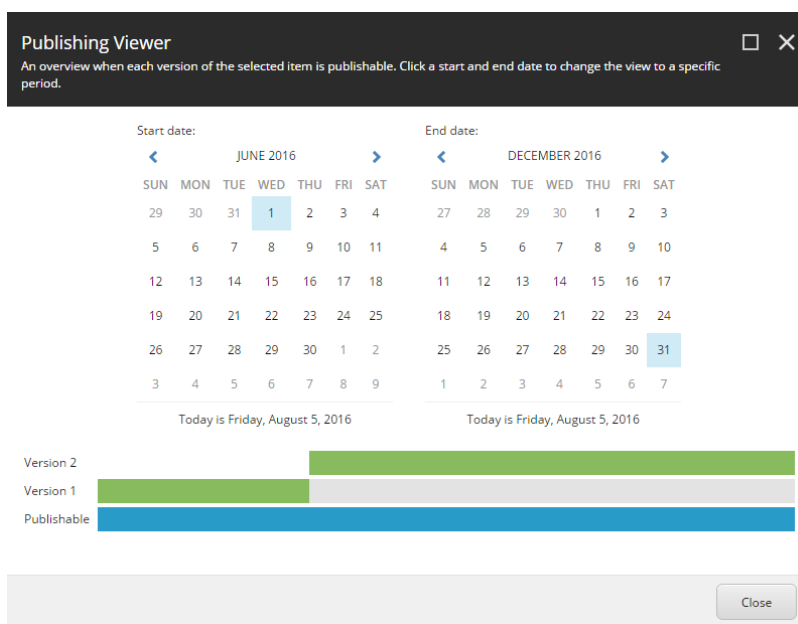 Publishing Viewer
An overview when each version of the selected item is publishable. Click a start and end date to change the view to a specific
period.
Start date:
JUNE 2016
SUN MON TUE WED THU FRI SAT
29 30 31 1 2 3 4
5 6 7 8 9 10 11
12 13 14 15 16 17 18
19 20 21 22 23 24 25
26 27 28 29 30 1 2
3 4 5 6 7 8 9
Today is Friday, August 5, 2016
End date:
DECEMBER 2016
SUN MON TUE WED THU FRI SAT
27 28 29 30 1 2 3
4 5 6 7 8 9 10
11 12 13 14 15 16 17
18 19 20 21 22 23 24
25 26 27 28 29 30 31
1 2 3 4 5 6 7
Today is Friday, August 5, 2016
Version 2
Version 1
Publishable
Close